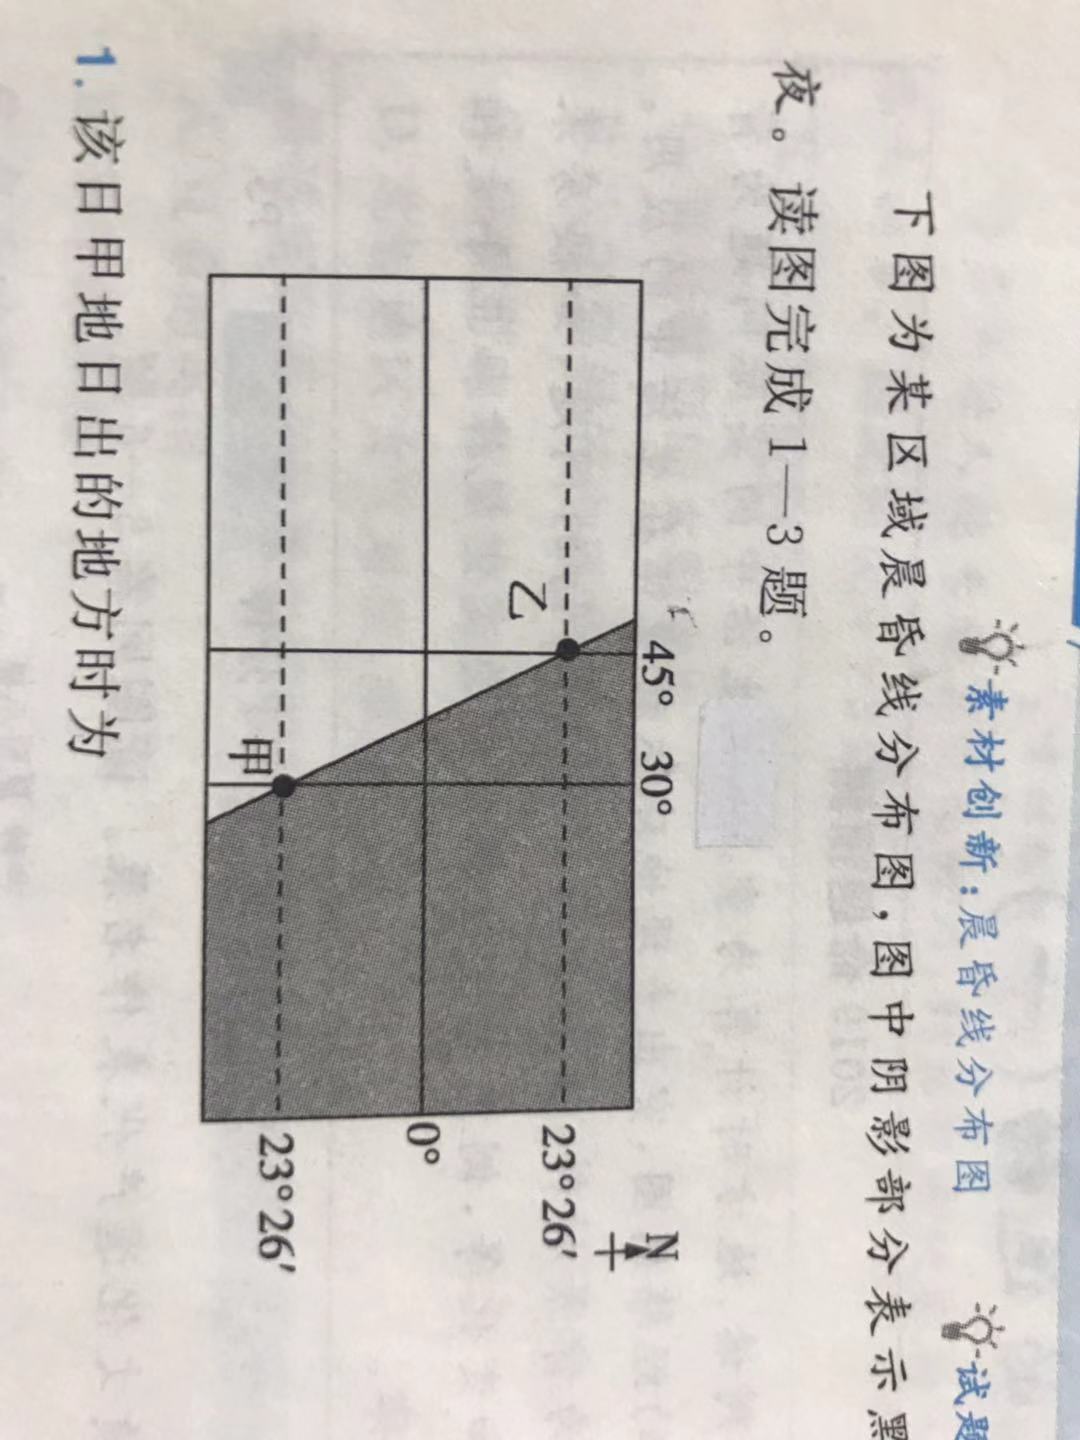 素材创新:晨昏线分布图
试题
下图为某区域晨昏线分布图,图中阴影部分表示黑
夜。读图完成1—3题。
45° 30°
N
23°26′
乙
0°
甲
23°26′
1. 该日甲地日出的地方时为